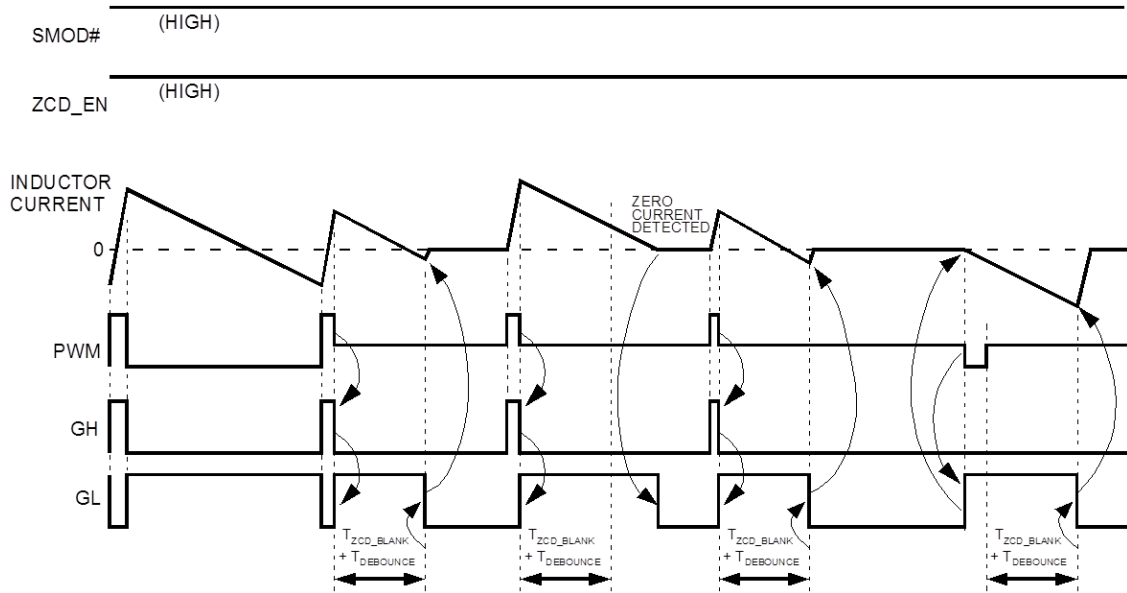 SMOD#
(HIGH)
ZCD_EN
(HIGH)
INDUCTOR
CURRENT
0
ZERO
CURRENT
DETECTED
PWM
GH
GL
TZCD_BLANK
+ TDEBOUNCE
TZCD_BLANK
+ TDEBOUNCE
TZCD_BLANK
+ TDEBOUNCE
TZCD_BLANK
+ TDEBOUNCE